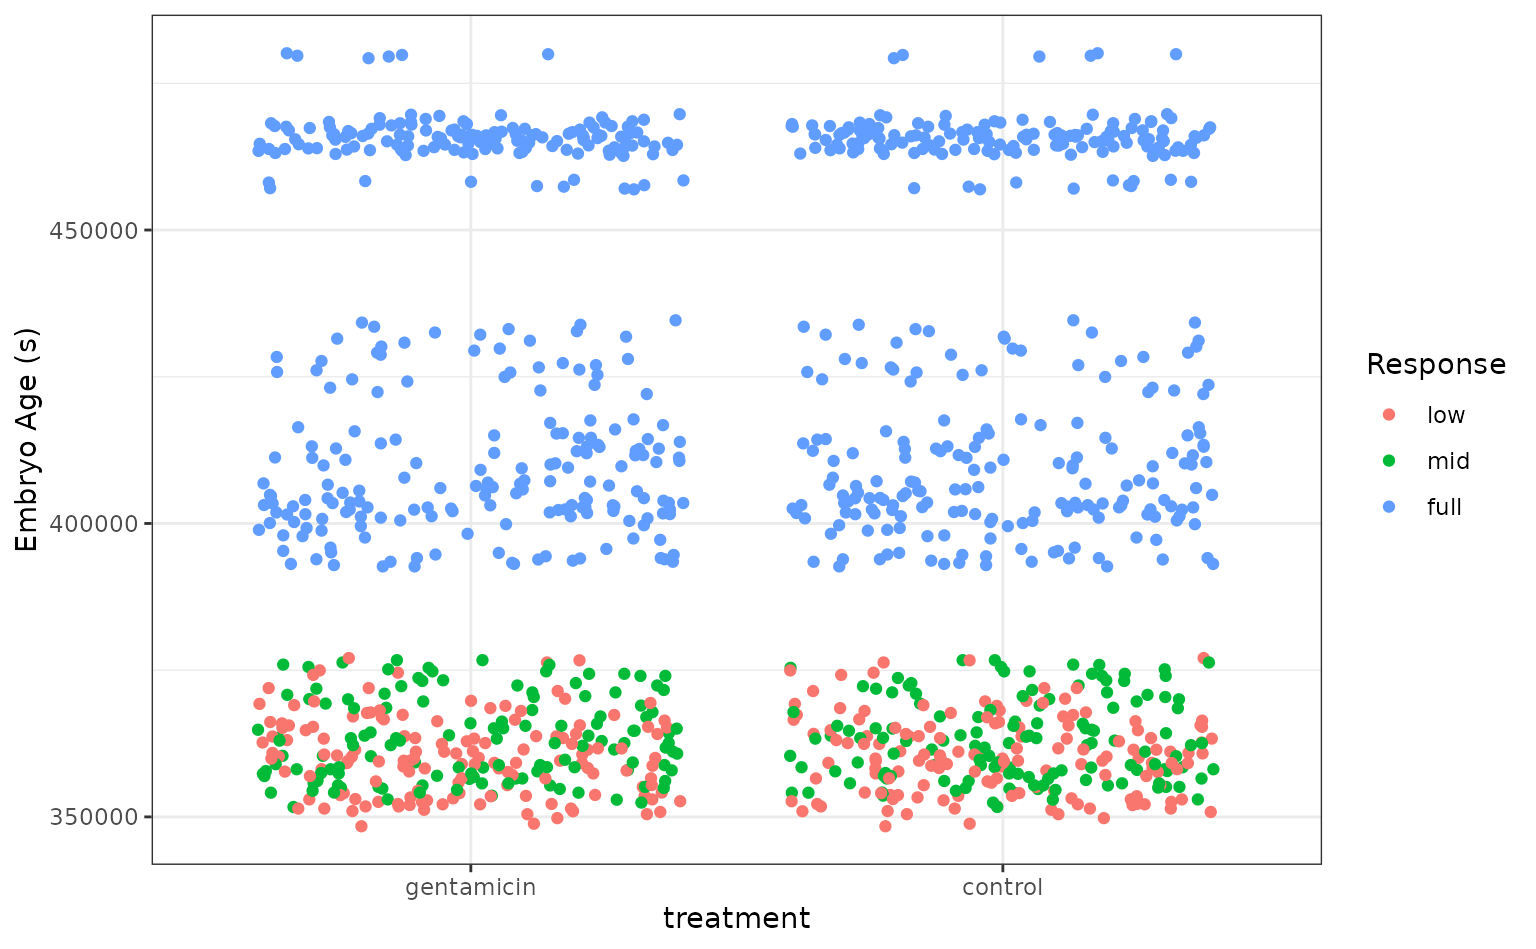 Embryo Age (s)
450000
400000
350000
gentamicin
control
treatment
Response
low
mid
full